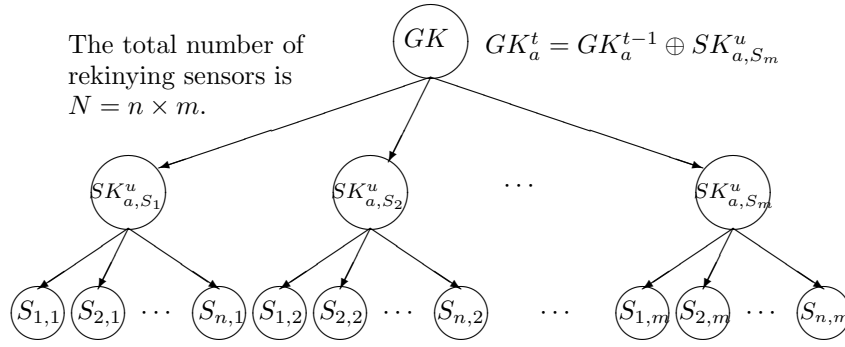 The total number of
rekinying sensors is
N = n × m.
GK
GK_a^t = GK_a^{t-1} ⊕ SK_{a,S_m}^u
SK_{a,S_1}^u SK_{a,S_2}^u ... SK_{a,S_m}^u
S_{1,1} S_{2,1} ... S_{n,1} S_{1,2} S_{2,2} ... S_{n,2} ... S_{1,m} S_{2,m} ... S_{n,m}